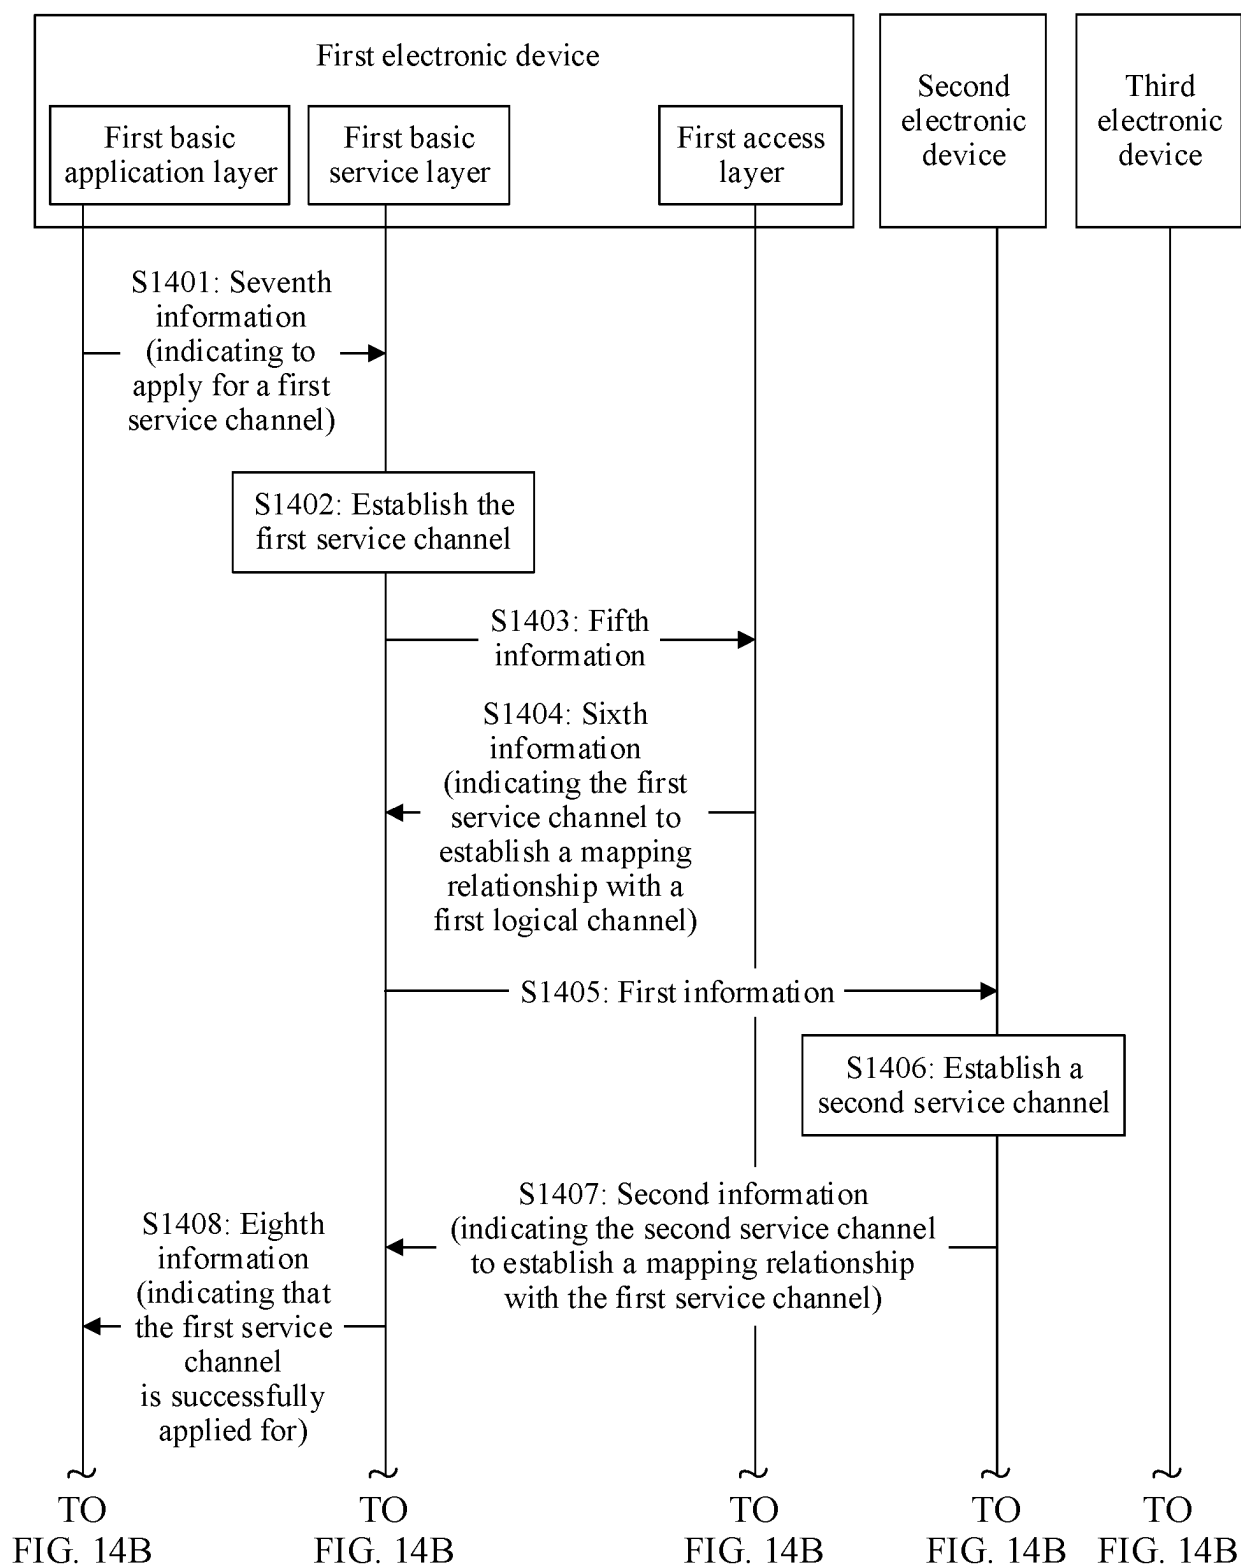 First electronic device
First basic
application layer
First basic
service layer
First access
layer
Second
electronic
device
Third
electronic
device
S1401: Seventh
information
(indicating to
apply for a first
service channel)
S1402: Establish the
first service channel
S1403: Fifth
information
S1404: Sixth
information
(indicating the first
service channel to
establish a mapping
relationship with a
first logical channel)
S1405: First information
S1406: Establish a
second service channel
S1407: Second information
(indicating the second service channel
to establish a mapping relationship
with the first service channel)
S1408: Eighth
information
(indicating that
the first service
channel
is successfully
applied for)
TO
FIG. 14B
TO
FIG. 14B
TO
FIG. 14B
TO
FIG. 14B
TO
FIG. 14B